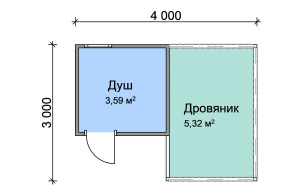 4 000
3 000
Душ
3,59 м²
Дровяник
5,32 м²